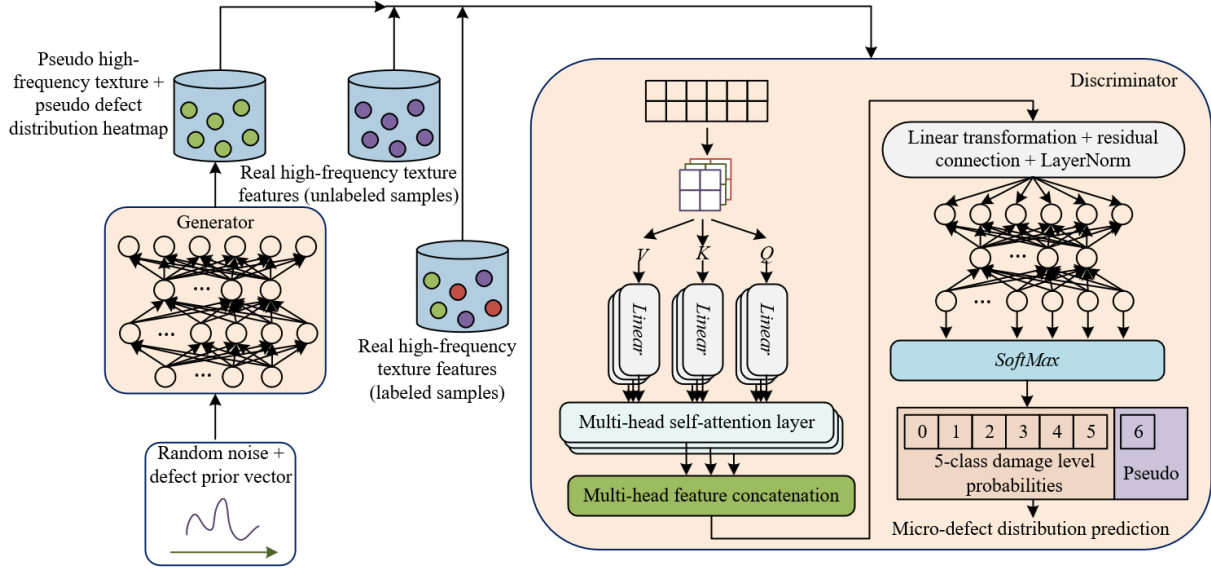 Pseudo high-
frequency texture +
pseudo defect
distribution heatmap
Real high-frequency texture
features (unlabeled samples)
Generator
...
...
...
Real high-frequency
texture features
(labeled samples)
Random noise +
defect prior vector
Discriminator
V K Q
Linear Linear Linear
Multi-head self-attention layer
Multi-head feature concatenation
Linear transformation + residual
connection + LayerNorm
...
...
SoftMax
0 1 2 3 4 5 6
5-class damage level
probabilities
Pseudo
Micro-defect distribution prediction